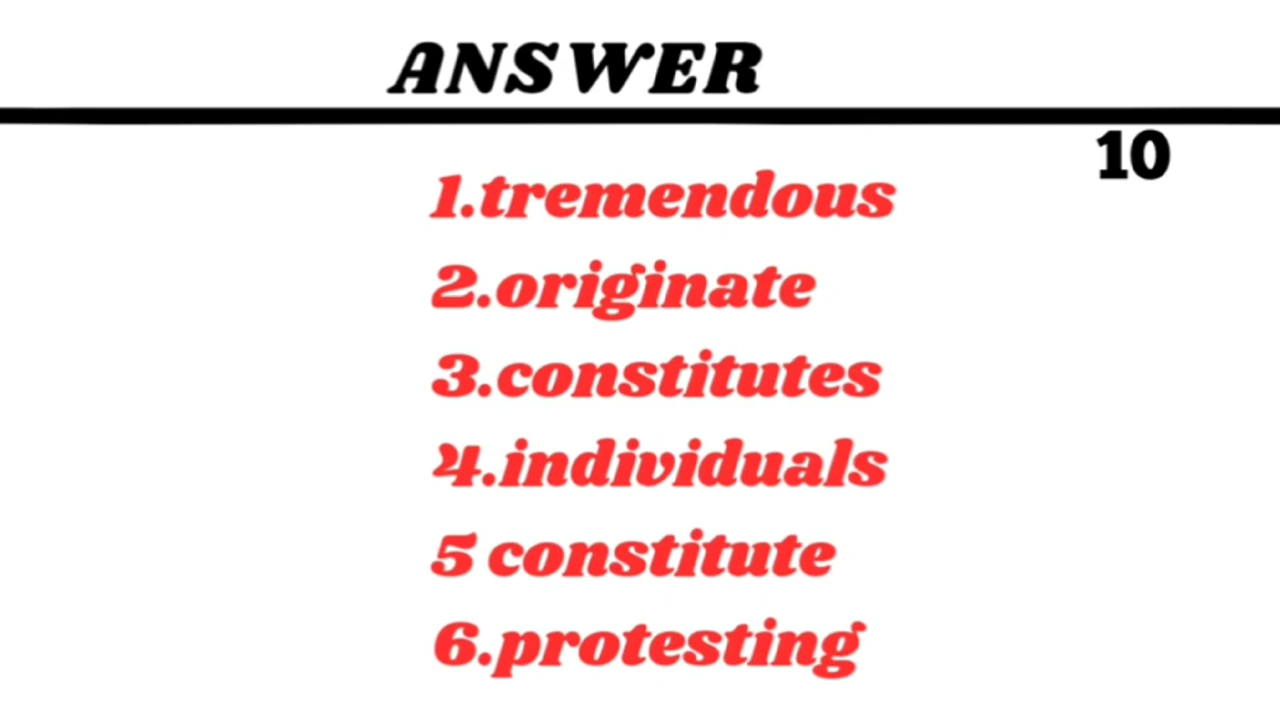 ANSWER
10
1.tremendous
2.originate
3.constitutes
4.individuals
5 constitute
6.protesting